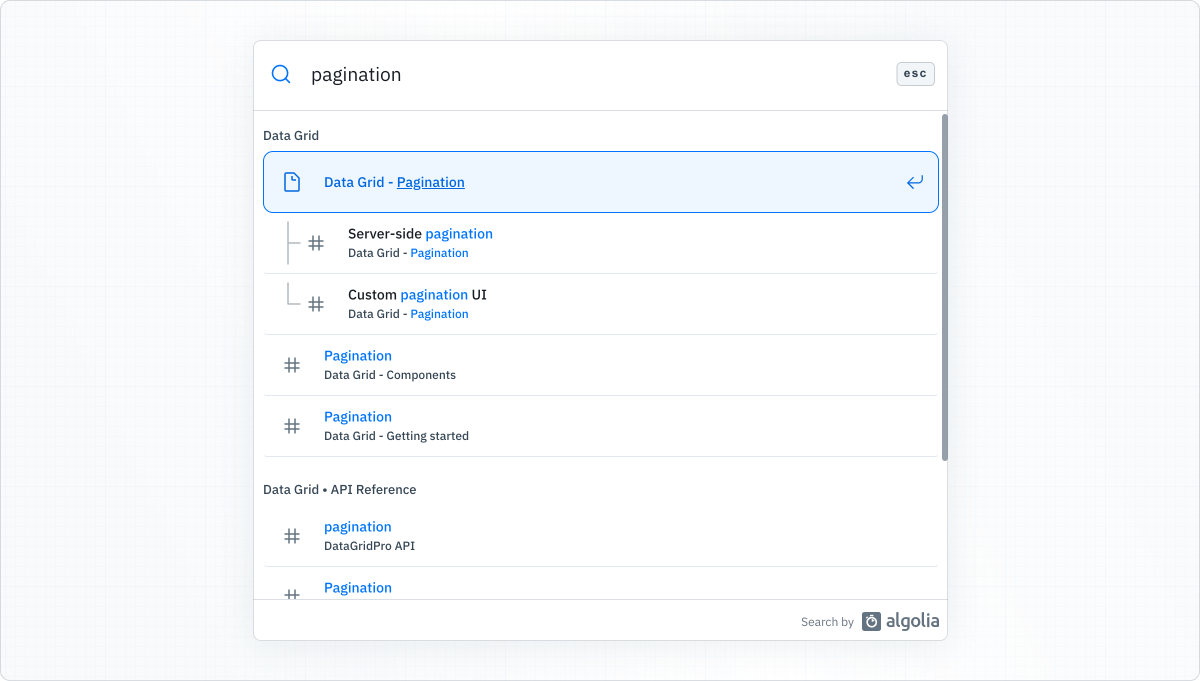 pagination
esc
Data Grid
Data Grid - Pagination
Server-side pagination
Data Grid - Pagination
Custom pagination UI
Data Grid - Pagination
Pagination
Data Grid - Components
Pagination
Data Grid - Getting started
Data Grid • API Reference
pagination
DataGridPro API
Pagination
Search by algolia